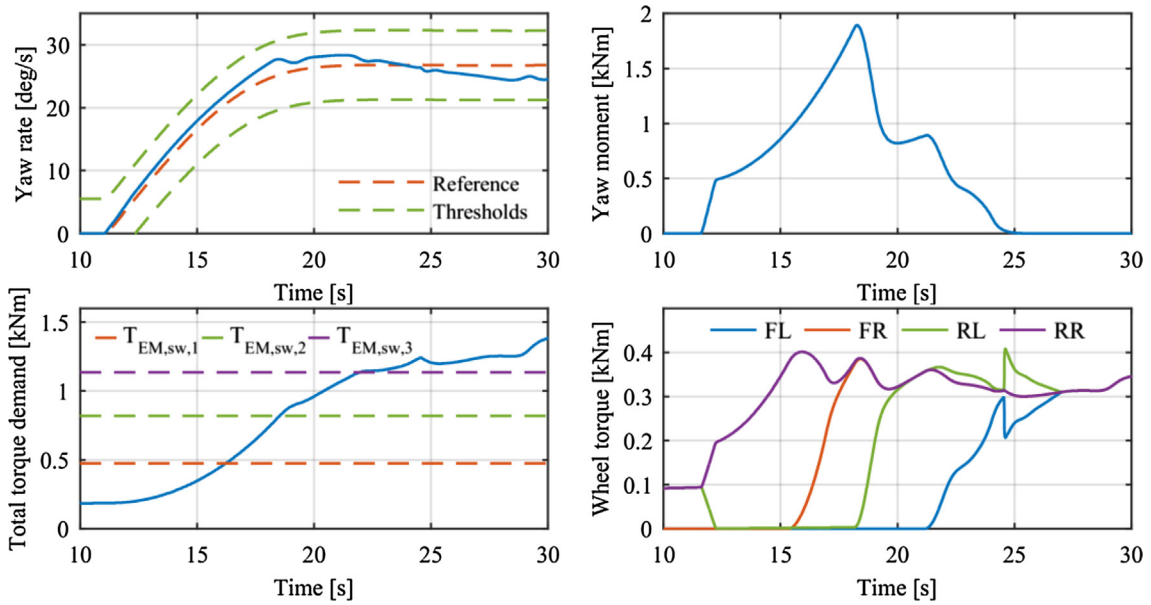 Yaw rate [deg/s]
30
20
10
0
Reference
Thresholds
10 15 20 25 30
Time [s]
Yaw moment [kNm]
2
1.5
1
0.5
0
10 15 20 25 30
Time [s]
Total torque demand [kNm]
1.5
1
0.5
0
T_EM,sw,1 T_EM,sw,2 T_EM,sw,3
10 15 20 25 30
Time [s]
Wheel torque [kNm]
FL FR RL RR
0.4
0.3
0.2
0.1
0
10 15 20 25 30
Time [s]